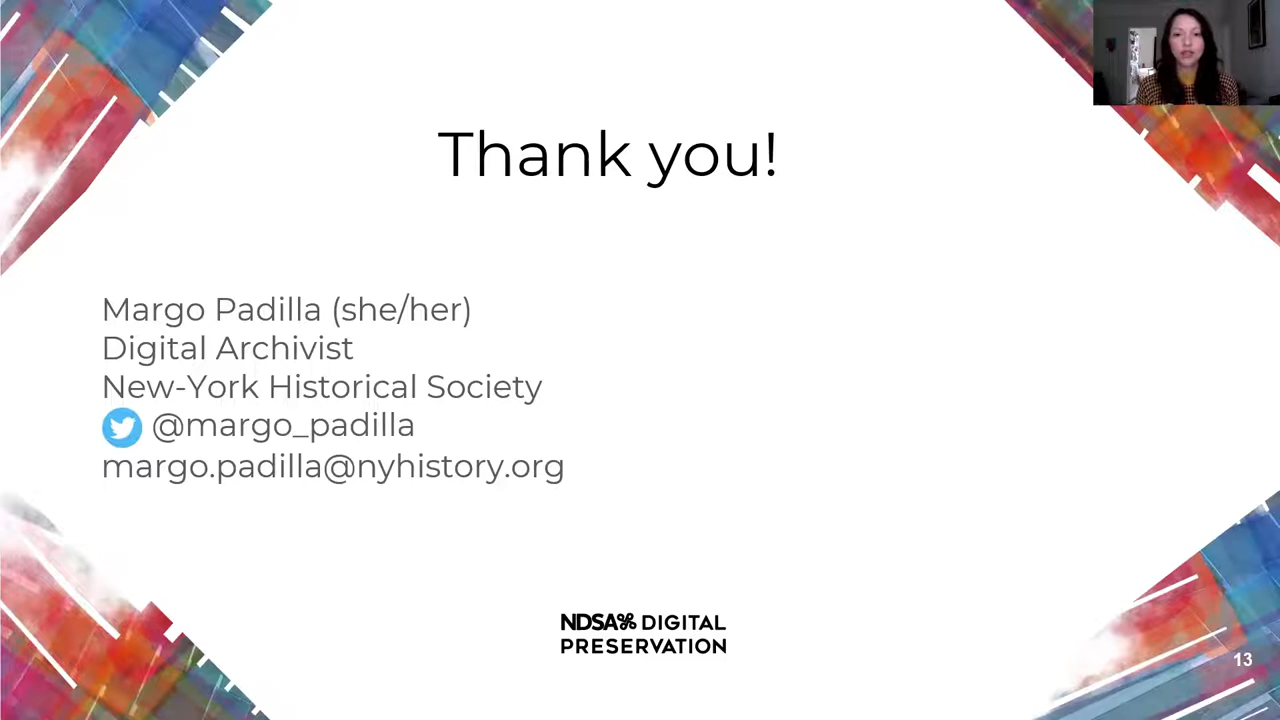 Thank you!
Margo Padilla (she/her)
Digital Archivist
New-York Historical Society
@margo_padilla
margo.padilla@nyhistory.org
NDSA DIGITAL
PRESERVATION
13